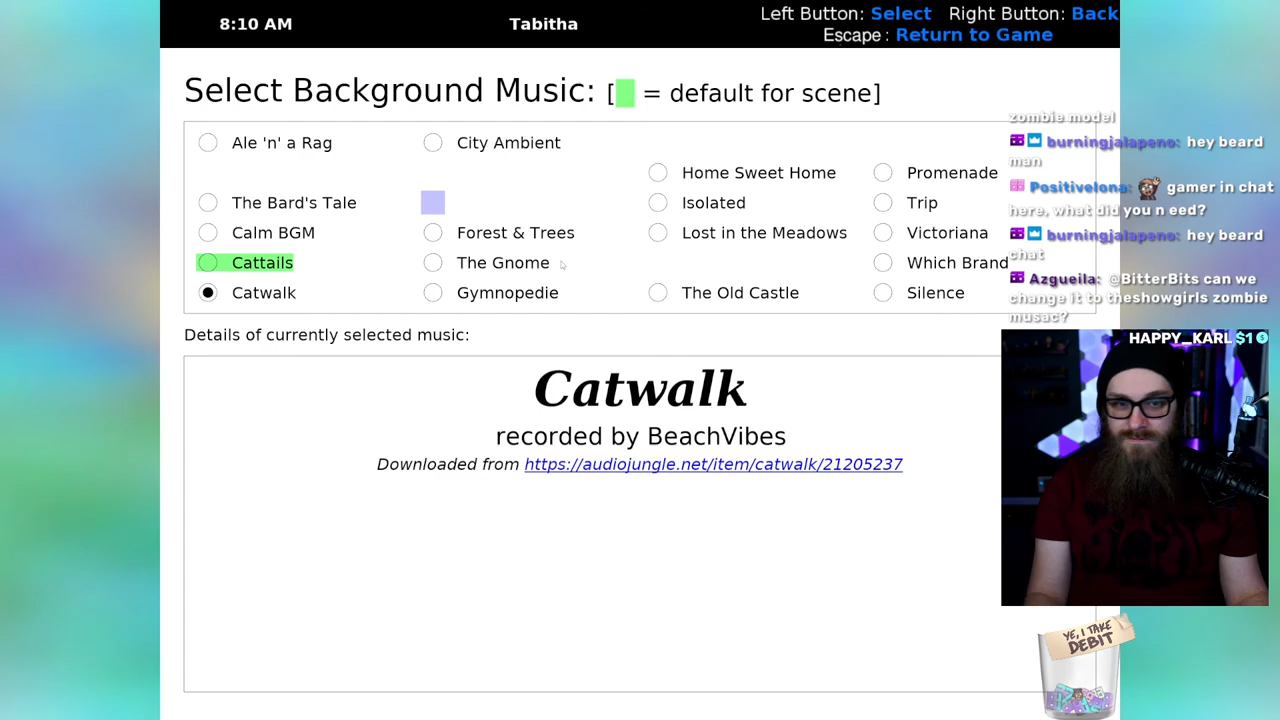 8:10 AM
Tabitha
Left Button: Select Right Button: Back
Escape : Return to Game
Select Background Music: [ = default for scene]
Ale 'n' a Rag
City Ambient
Home Sweet Home
Promenade
The Bard's Tale
Isolated
Trip
Calm BGM
Forest & Trees
Lost in the Meadows
Victoriana
Cattails
The Gnome
Which Brand
Catwalk
Gymnopedie
The Old Castle
Silence
Details of currently selected music:
Catwalk
recorded by BeachVibes
Downloaded from https://audiojungle.net/item/catwalk/21205237
zombie model
burningjalapeno: hey beard
man
PositiveIona: gamer in chat
here, what did you n eed?
burningjalapeno: hey beard
chat
Azgueila: @BitterBits can we
change it to theshowgirls zombie
musac?
HAPPY_KARL $1
YE, I TAKE
DEBIT